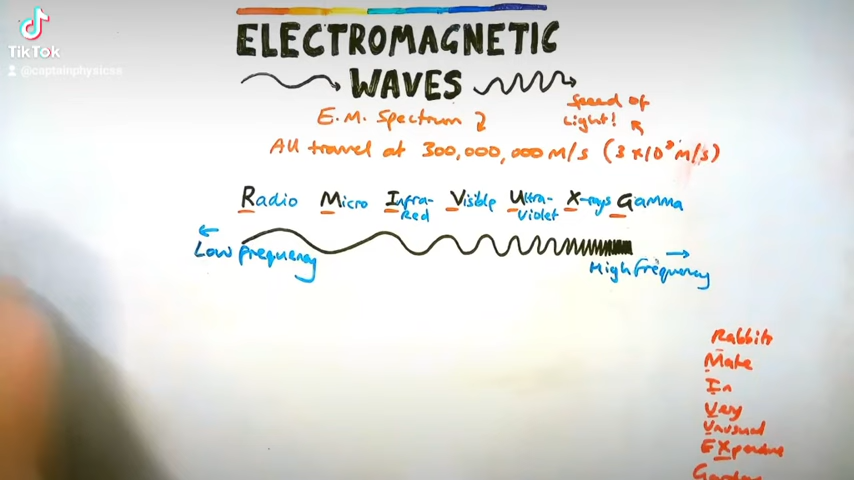 TikTok
@captainphysicss
ELECTROMAGNETIC
WAVES
Speed of
Light!
E.M. Spectrum
All travel at 300,000,000 m/s (3 x 10⁸ m/s)
Radio Micro Infra-Red Visible Ultra-Violet X-rays Gamma
Low frequency
High frequency
Rabbits
Mate
In
Very
Unusual
EXpensive